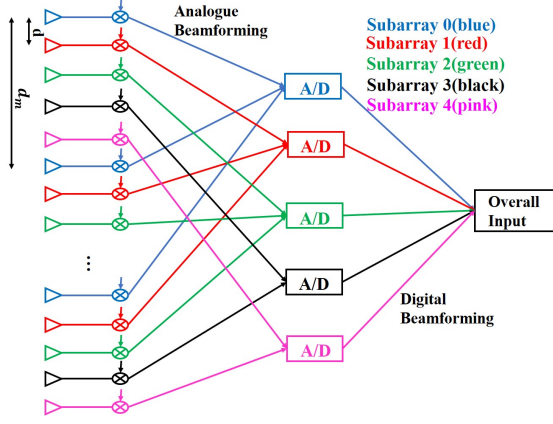 Analogue
Beamforming
Subarray 0(blue)
Subarray 1(red)
Subarray 2(green)
Subarray 3(black)
Subarray 4(pink)
d
dm
A/D
A/D
A/D
A/D
A/D
Overall
Input
...
Digital
Beamforming